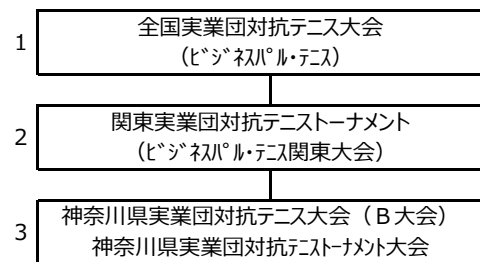 1
全国実業団対抗テニス大会
(ﾋﾞｼﾞﾈｽﾊﾟﾙ・ﾃﾆｽ)
2
関東実業団対抗テニストーナメント
(ﾋﾞｼﾞﾈｽﾊﾟﾙ・ﾃﾆｽ関東大会)
3
神奈川県実業団対抗テニス大会（Ｂ大会）
神奈川県実業団対抗ﾃﾆｽﾄｰﾅﾒﾝﾄ大会